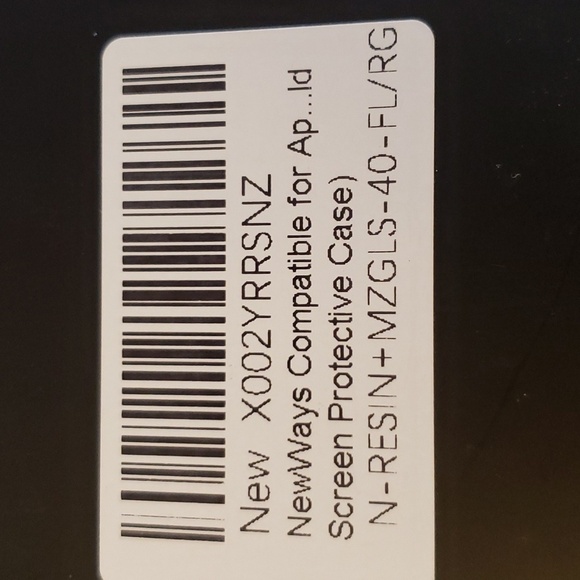 New X002YRRSNZ
NewWays Compatible for Ap...ld
Screen Protective Case)
N-RESIN+MZGLS-40-FL/RG